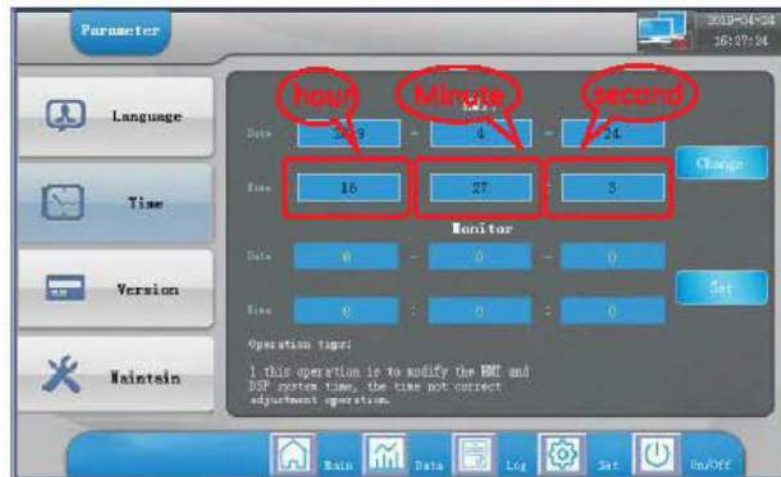 Parameter
2019-04-24
16:27:24
hour Minute second
Language
Date - 4 - 24
Change
Time 16 27 3
Time
Monitor
Date 0 - 0 - 0
Version
Set
Time 0 : 0 : 0
Operation tips:
1 this operation is to modify the HMI and
DSP system time, the time not correct
adjustment operation.
Maintain
Main Data Log Set On/Off